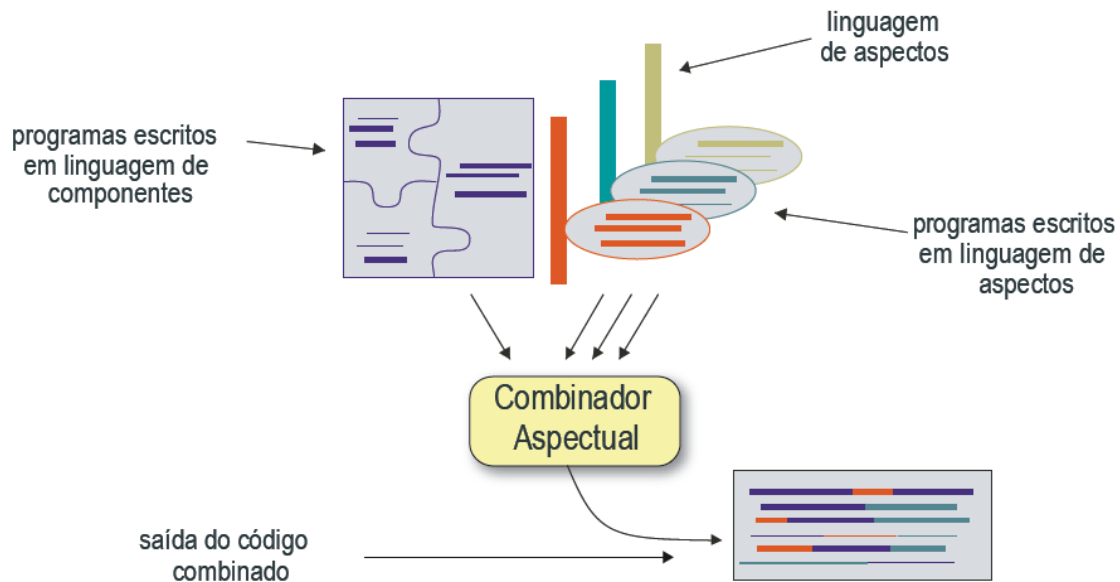 linguagem
de aspectos
programas escritos
em linguagem de
componentes
programas escritos
em linguagem de
aspectos
Combinador
Aspectual
saída do código
combinado